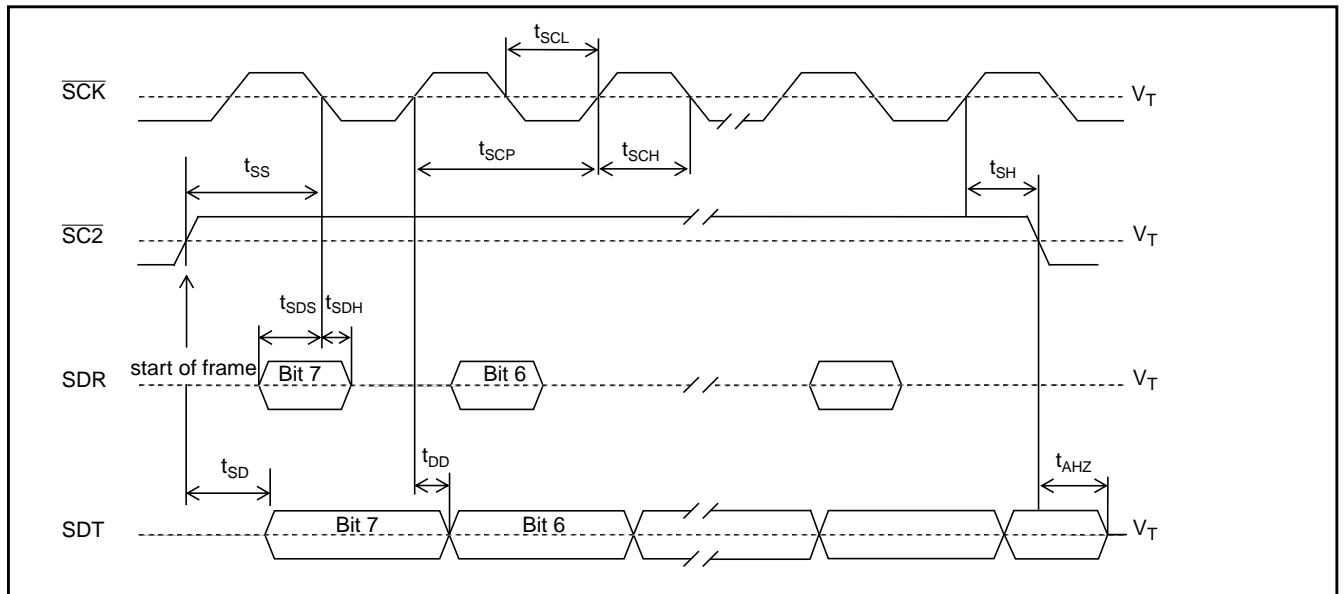 tSCL
SCK
VT
tSCP
tSCH
tSS
tSH
SC2
VT
tSDS
tSDH
start of frame
SDR
Bit 7
Bit 6
VT
tSD
tDD
tAHZ
SDT
Bit 7
Bit 6
VT